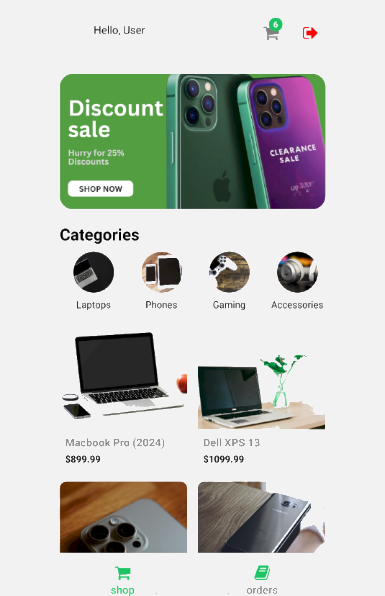 Hello, User
6
Discount
sale
Hurry for 25%
Discounts
SHOP NOW
CLEARANCE
SALE
Categories
Laptops
Phones
Gaming
Accessories
Macbook Pro (2024)
$899.99
Dell XPS 13
$1099.99
shop
orders